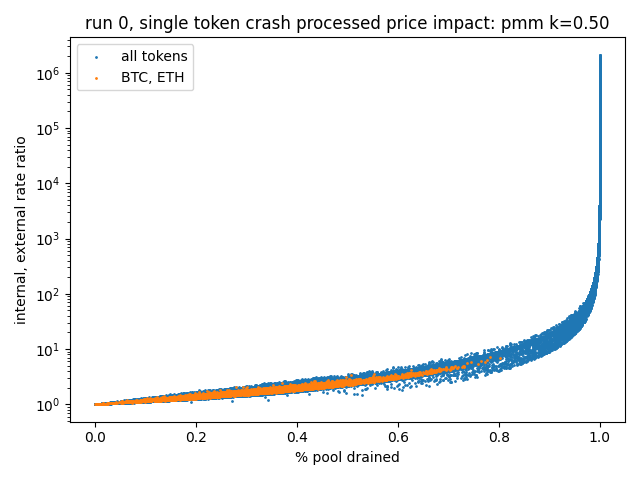 run 0, single token crash processed price impact: pmm k=0.50
all tokens
BTC, ETH
internal, external rate ratio
10^6
10^5
10^4
10^3
10^2
10^1
10^0
0.0 0.2 0.4 0.6 0.8 1.0
% pool drained